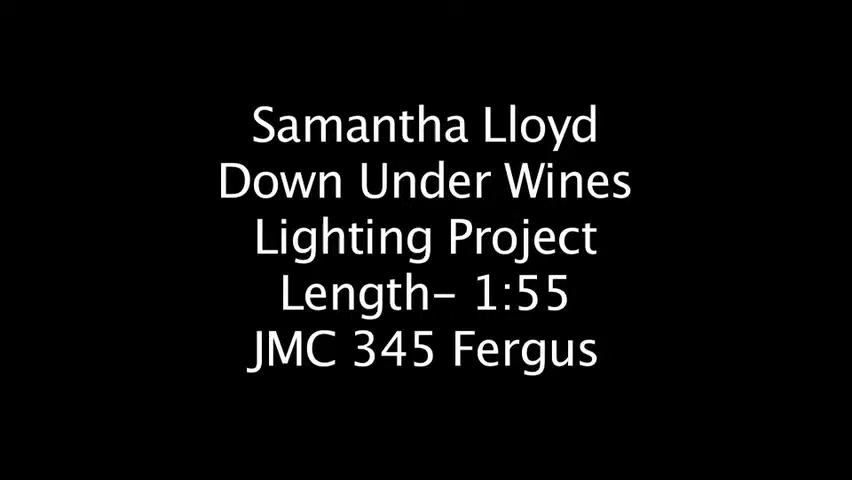 Samantha Lloyd
Down Under Wines
Lighting Project
Length- 1:55
JMC 345 Fergus